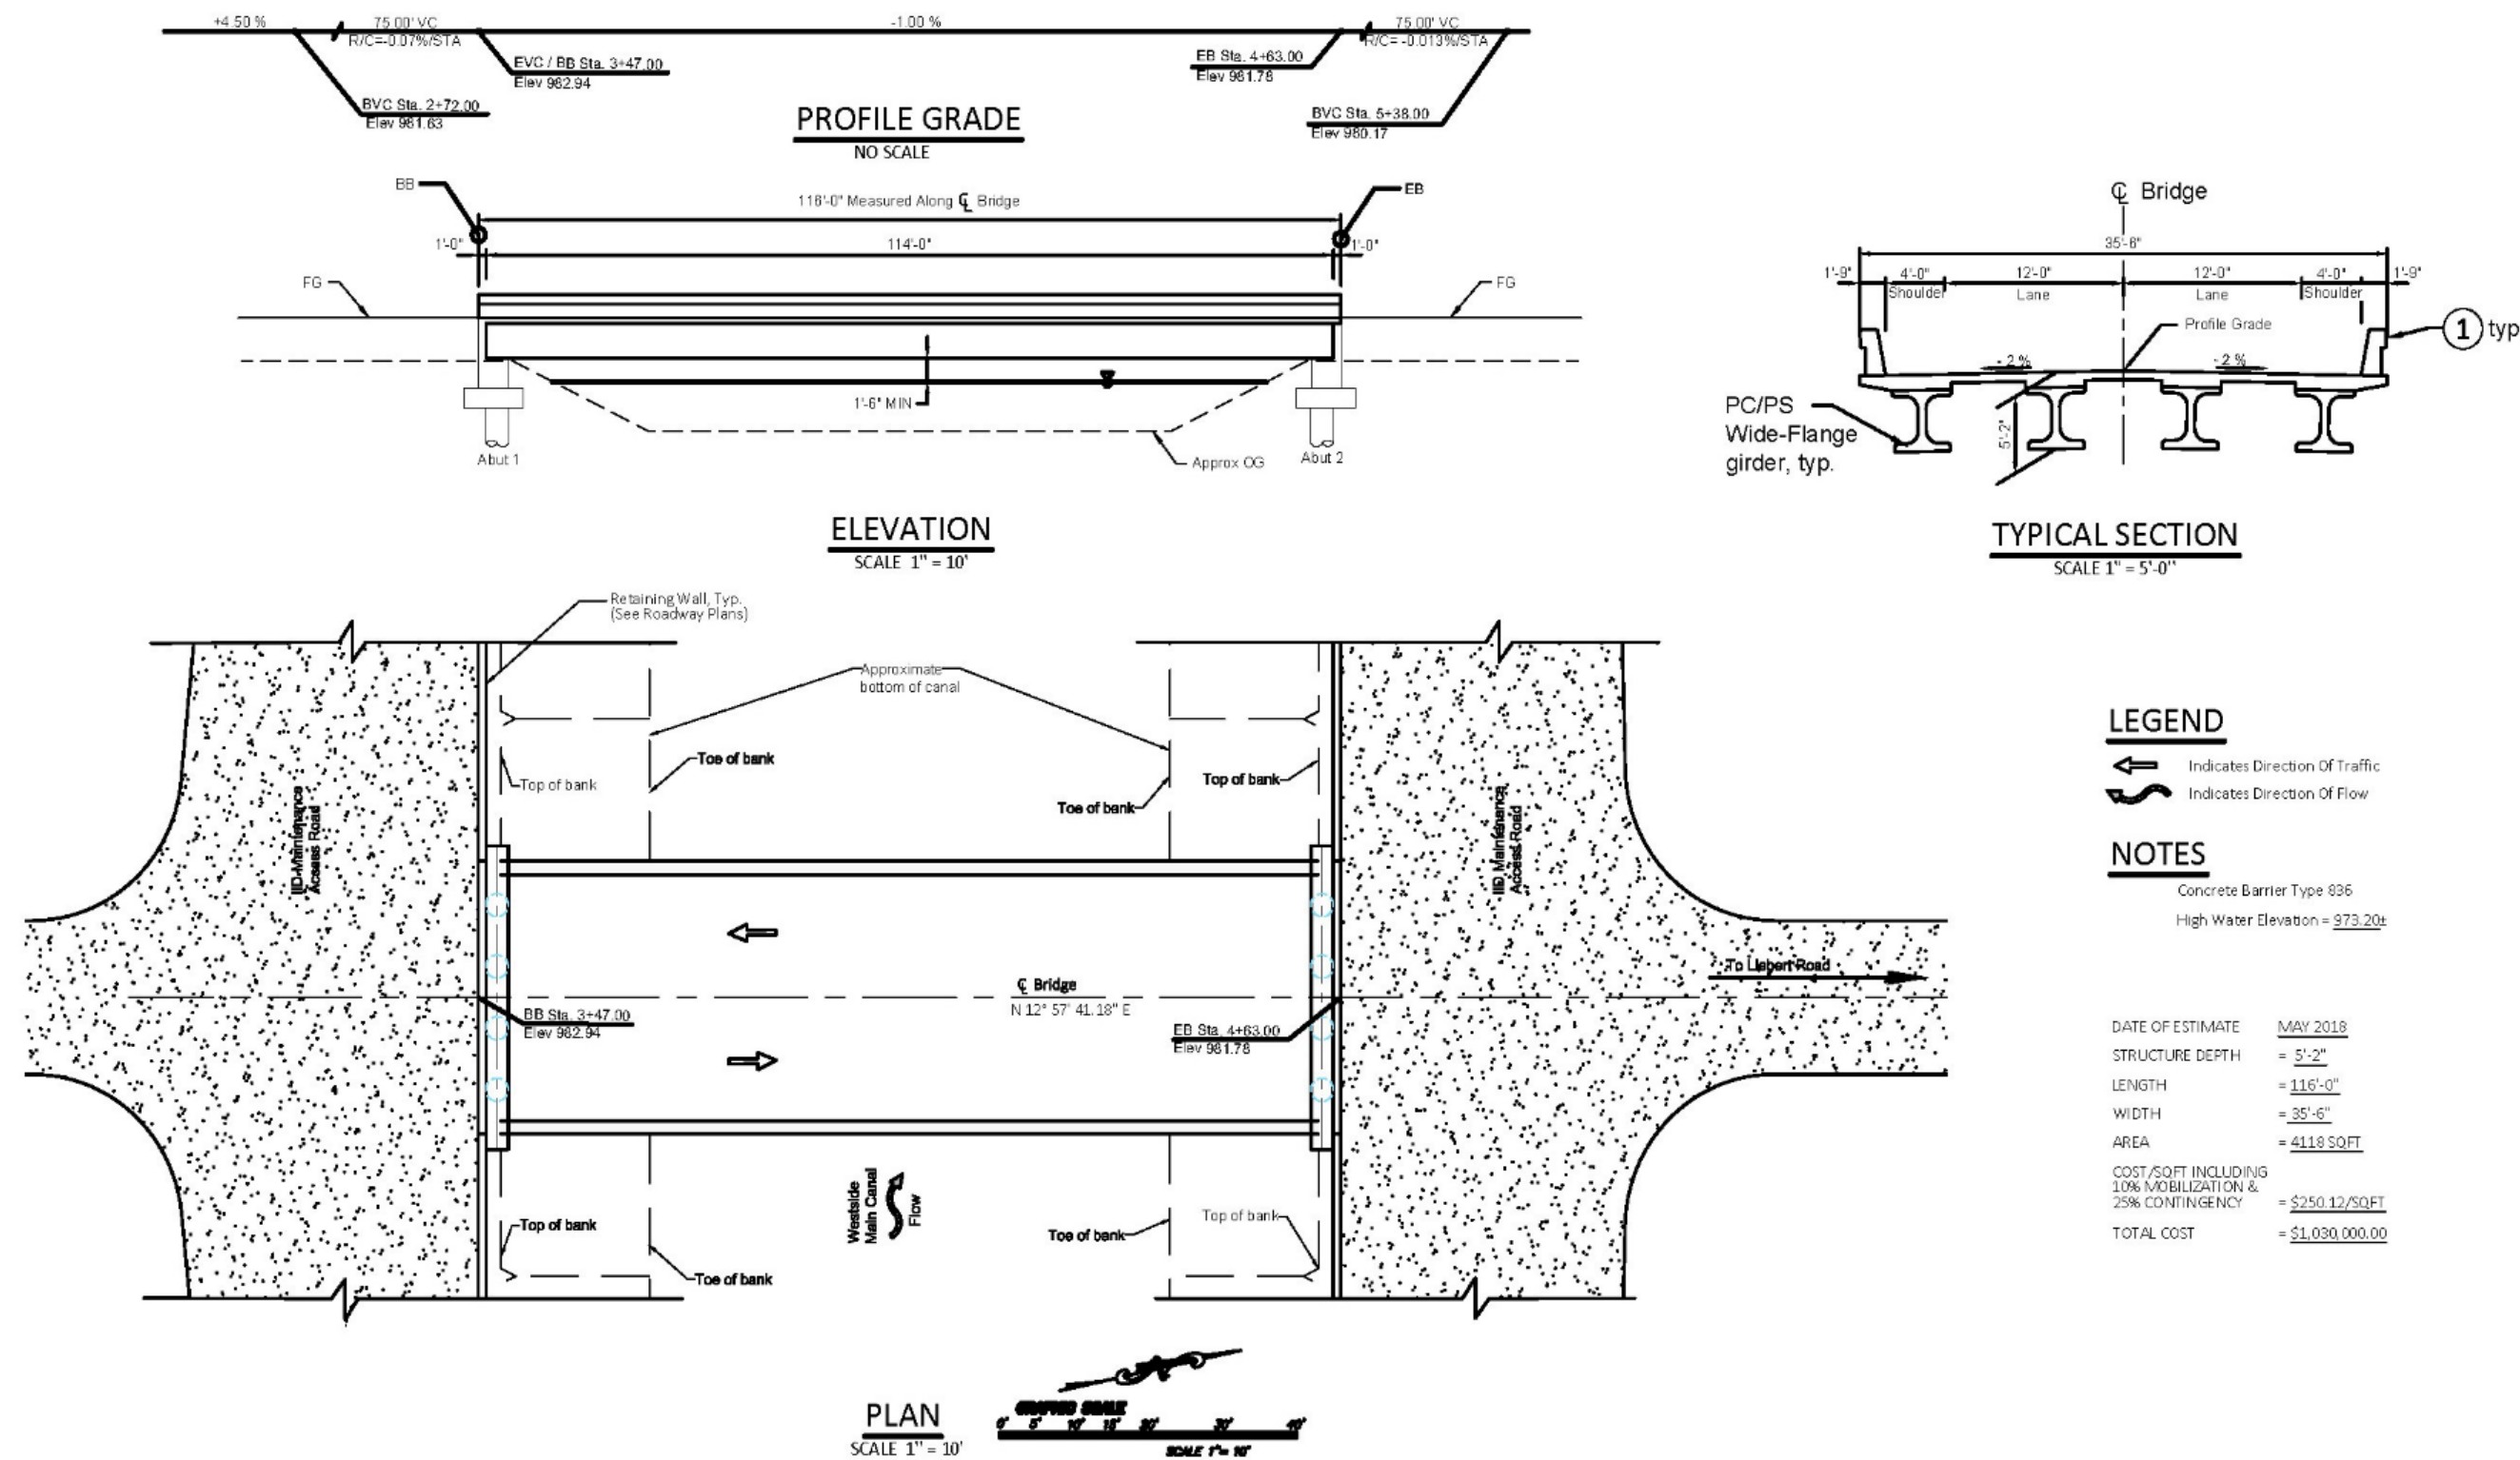 +4.50 %
75.00' VC
R/C=-0.07%/STA
-1.00 %
75.00' VC
R/C= -0.013%/STA
EVC / BB Sta. 3+47.00
Elev 982.94
EB Sta. 4+63.00
Elev 981.78
BVC Sta. 2+72.00
Elev 981.63
BVC Sta. 5+38.00
Elev 980.17
PROFILE GRADE
NO SCALE
BB
EB
116'-0" Measured Along ℄ Bridge
1'-0"
114'-0"
1'-0"
FG
FG
1'-6" MIN
Abut 1
Approx OG
Abut 2
ELEVATION
SCALE 1" = 10'
℄ Bridge
35'-6"
1'-9"
4'-0"
12'-0"
12'-0"
4'-0"
1'-9"
Shoulder
Lane
Lane
Shoulder
Profile Grade
1 typ
-2 %
-2 %
PC/PS
Wide-Flange
girder, typ.
5'-2"
TYPICAL SECTION
SCALE 1" = 5'-0"
Retaining Wall, Typ.
(See Roadway Plans)
Approximate
bottom of canal
Top of bank
Toe of bank
Toe of bank
Top of bank
IID Maintenance
Access Road
IID Maintenance
Access Road
℄ Bridge
N 12° 57' 41.18" E
BB Sta. 3+47.00
Elev 982.94
EB Sta. 4+63.00
Elev 981.78
To Liebert Road
Westside
Main Canal
Flow
Top of bank
Toe of bank
Toe of bank
Top of bank
PLAN
SCALE 1" = 10'
GRAPHIC SCALE
0' 5' 10' 15' 20' 30' 40'
SCALE 1"= 10'
LEGEND
Indicates Direction Of Traffic
Indicates Direction Of Flow
NOTES
Concrete Barrier Type 836
High Water Elevation = 973.20±
DATE OF ESTIMATE MAY 2018
STRUCTURE DEPTH = 5'-2"
LENGTH = 116'-0"
WIDTH = 35'-6"
AREA = 4118 SQFT
COST/SQFT INCLUDING
10% MOBILIZATION &
25% CONTINGENCY = $250.12/SQFT
TOTAL COST = $1,030,000.00